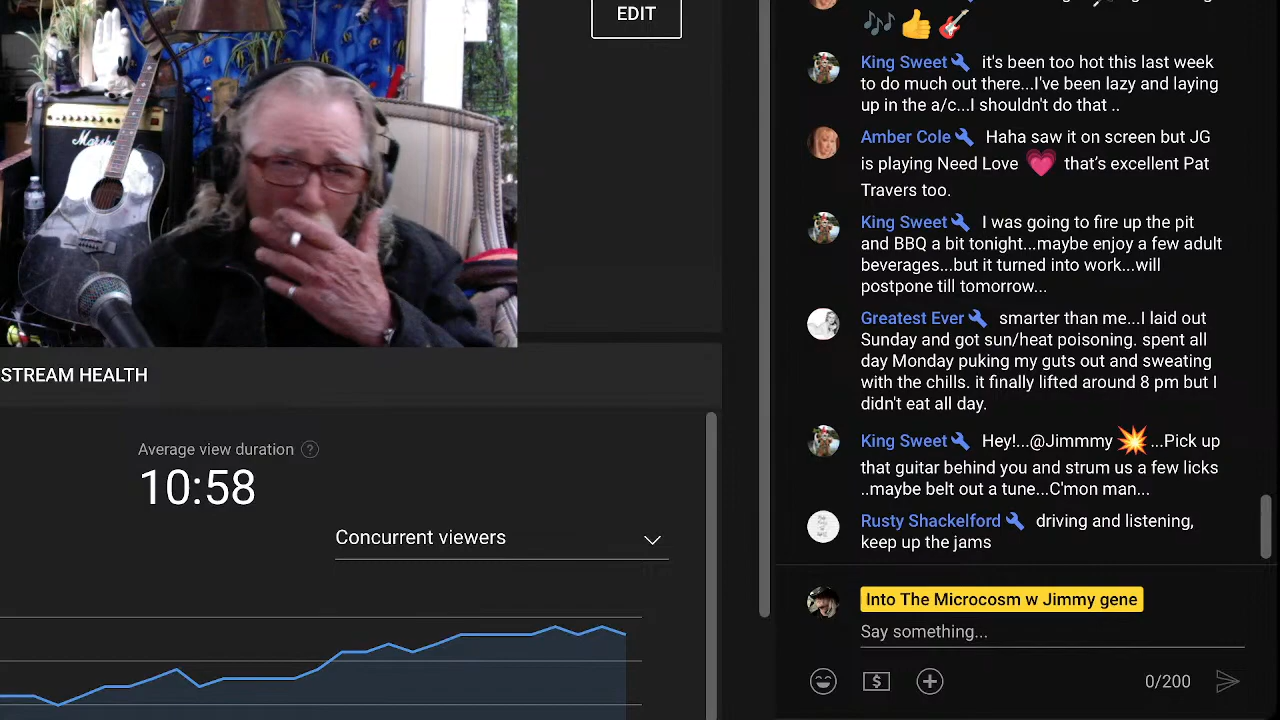 EDIT
Marshall
STREAM HEALTH
Average view duration ?
10:58
Concurrent viewers
King Sweet it's been too hot this last week
to do much out there...I've been lazy and laying
up in the a/c...I shouldn't do that ..
Amber Cole Haha saw it on screen but JG
is playing Need Love that's excellent Pat
Travers too.
King Sweet I was going to fire up the pit
and BBQ a bit tonight...maybe enjoy a few adult
beverages...but it turned into work...will
postpone till tomorrow...
Greatest Ever smarter than me...I laid out
Sunday and got sun/heat poisoning. spent all
day Monday puking my guts out and sweating
with the chills. it finally lifted around 8 pm but I
didn't eat all day.
King Sweet Hey!...@Jimmmy 💥...Pick up
that guitar behind you and strum us a few licks
..maybe belt out a tune...C'mon man...
Rusty Shackelford driving and listening,
keep up the jams
Into The Microcosm w Jimmy gene
Say something...
$
0/200